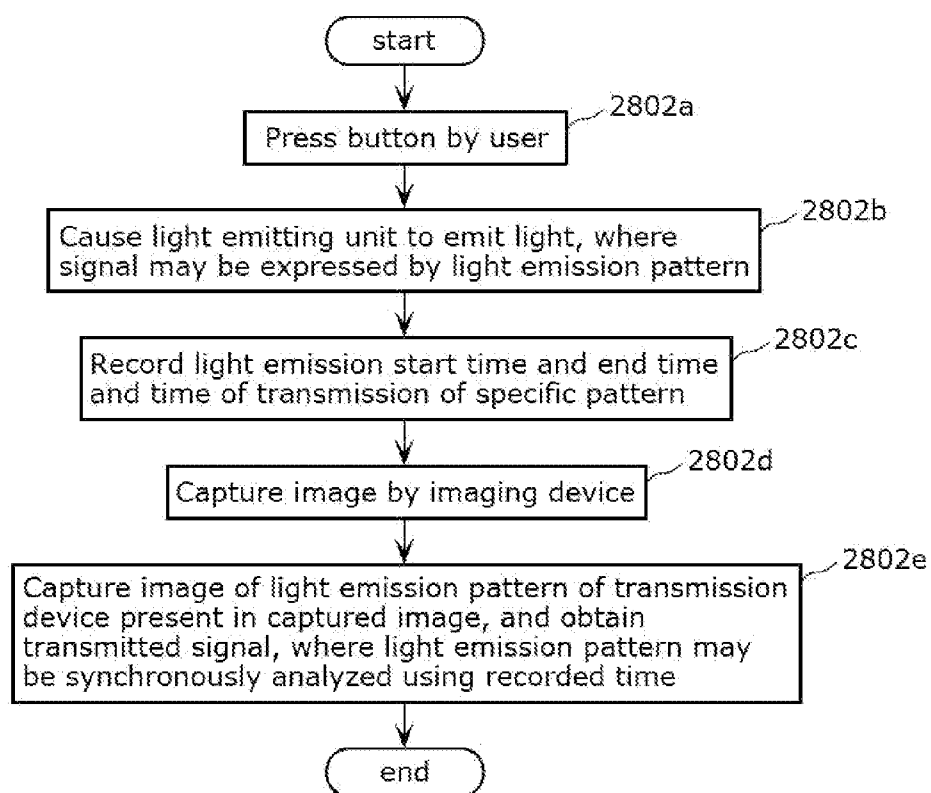 start
2802a
Press button by user
2802b
Cause light emitting unit to emit light, where
signal may be expressed by light emission pattern
2802c
Record light emission start time and end time
and time of transmission of specific pattern
2802d
Capture image by imaging device
2802e
Capture image of light emission pattern of transmission
device present in captured image, and obtain
transmitted signal, where light emission pattern may
be synchronously analyzed using recorded time
end